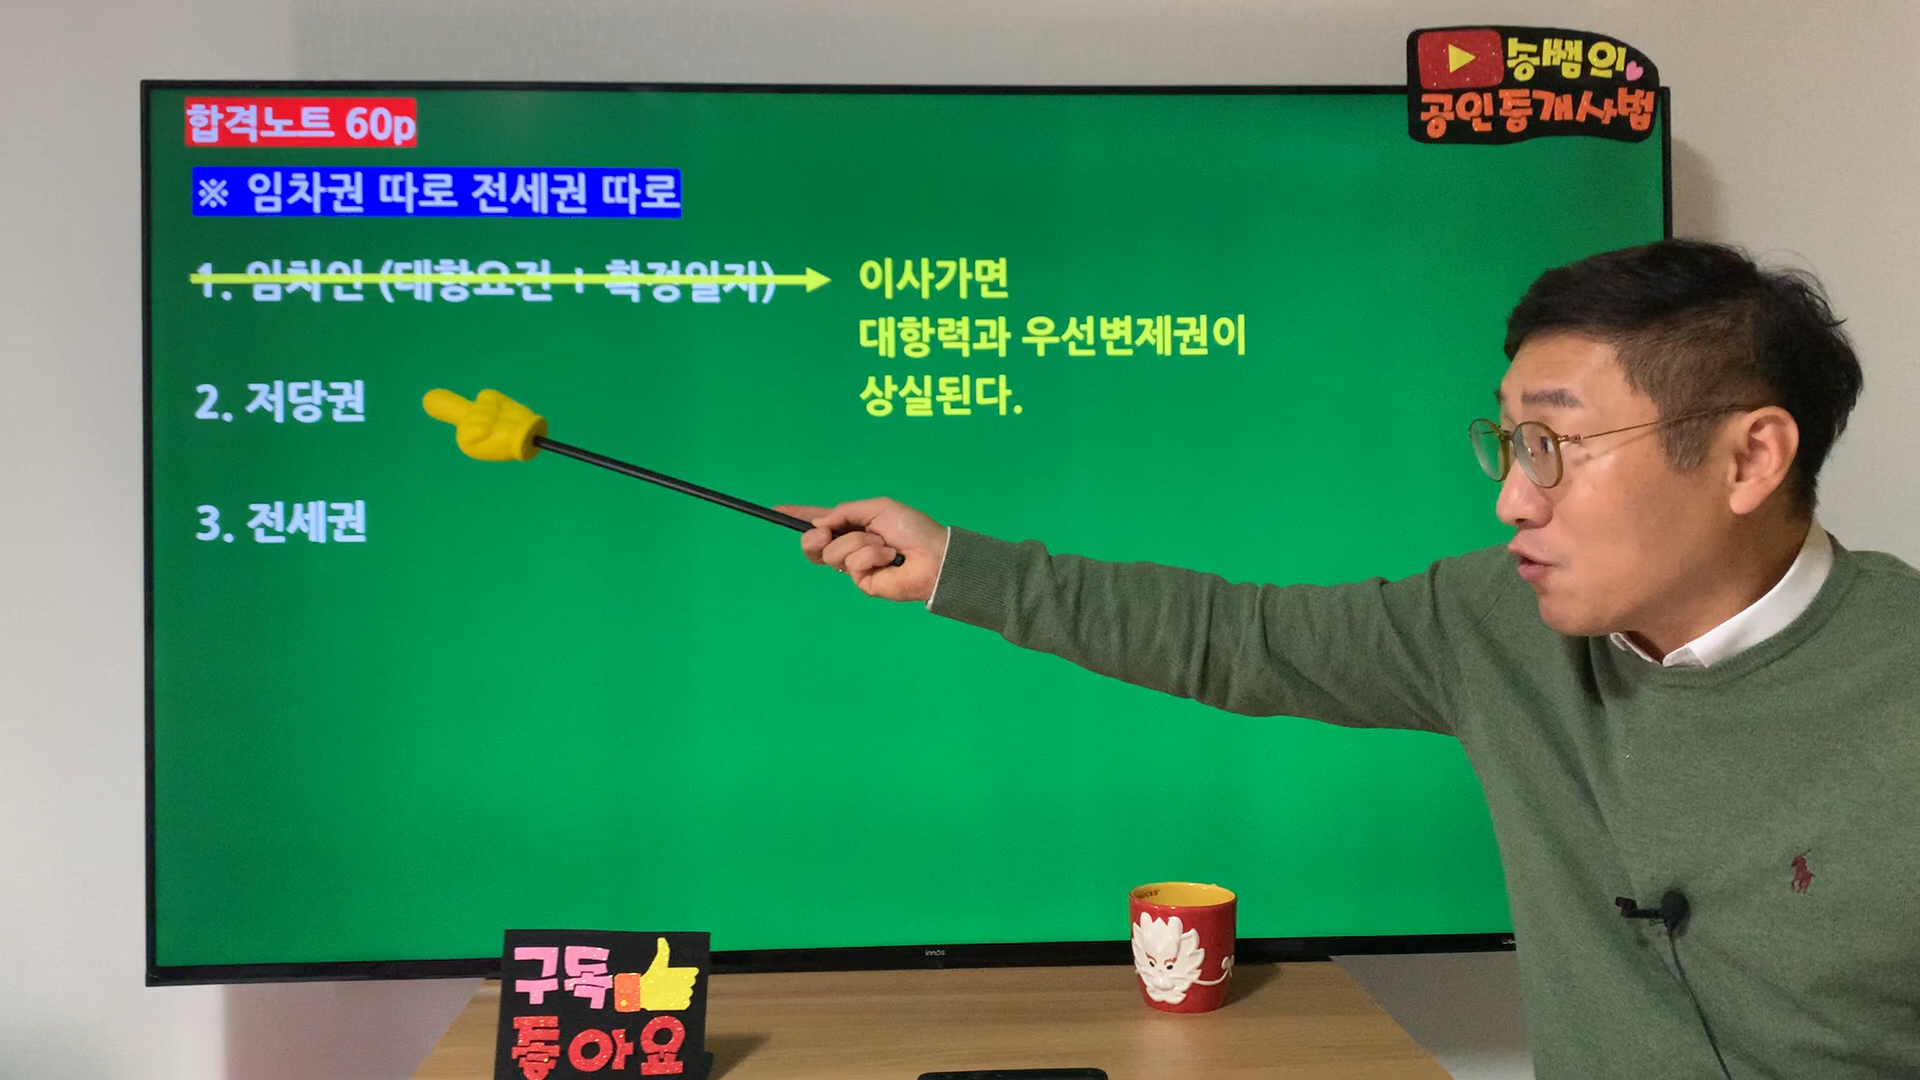 합격노트 60p
※ 임차권 따로 전세권 따로
1. 임차인 (대항요건 + 확정일자)
이사가면
대항력과 우선변제권이
상실된다.
2. 저당권
3. 전세권
송쌤의
공인중개사법
구독
좋아요
innos